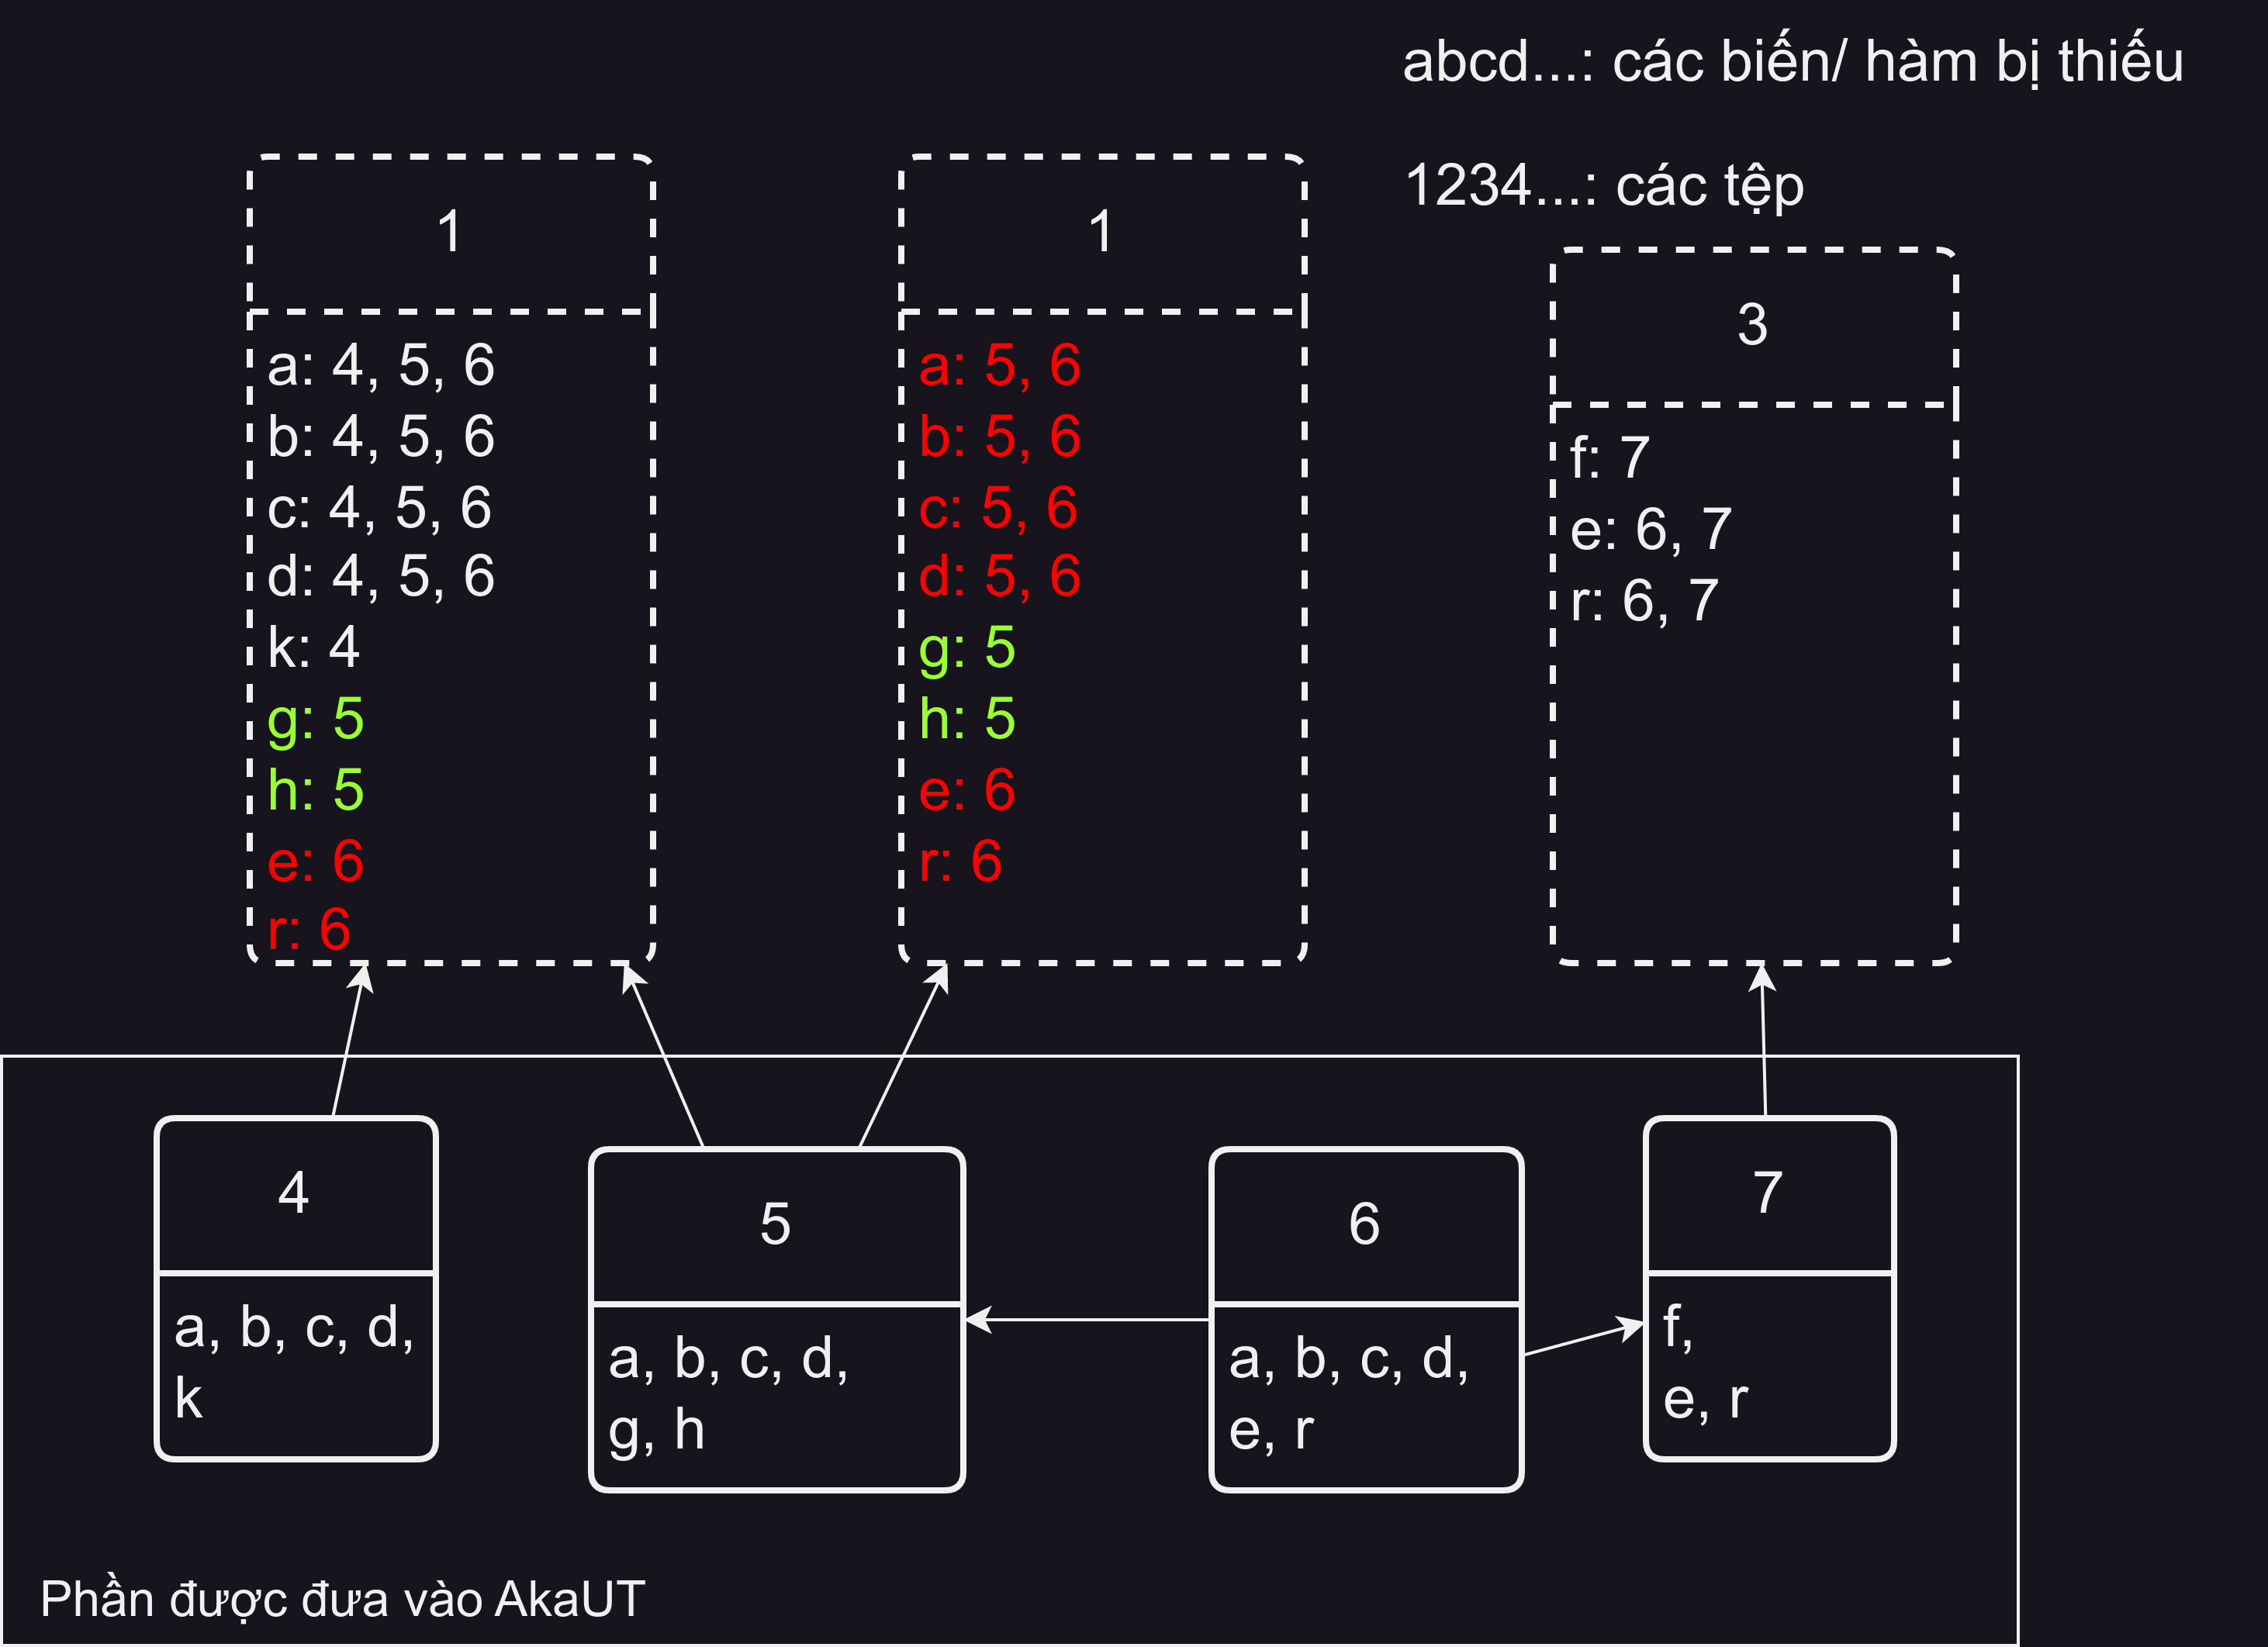 abcd...: các biến/ hàm bị thiếu
1234...: các tệp
1
a: 4, 5, 6
b: 4, 5, 6
c: 4, 5, 6
d: 4, 5, 6
k: 4
g: 5
h: 5
e: 6
r: 6
1
a: 5, 6
b: 5, 6
c: 5, 6
d: 5, 6
g: 5
h: 5
e: 6
r: 6
3
f: 7
e: 6, 7
r: 6, 7
4
a, b, c, d,
k
5
a, b, c, d,
g, h
6
a, b, c, d,
e, r
7
f,
e, r
Phần được đưa vào AkaUT